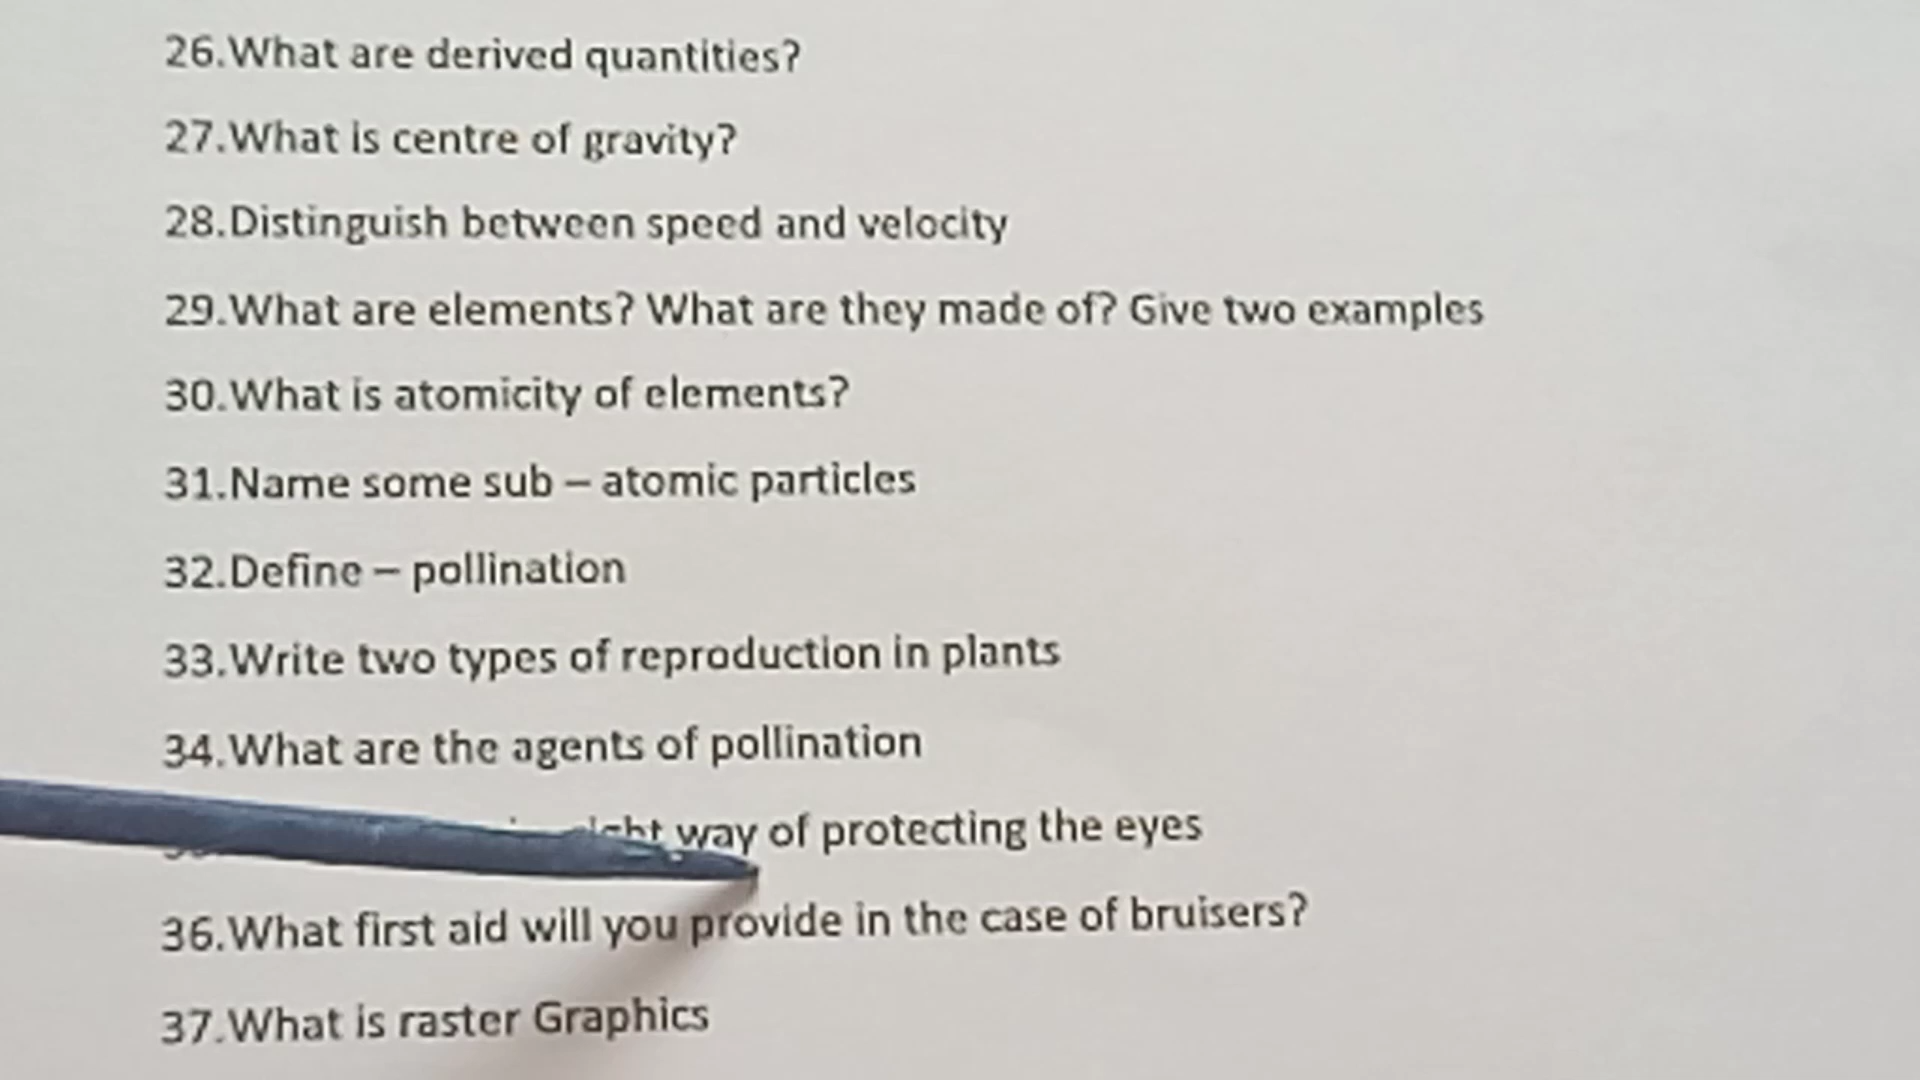 26.What are derived quantities?
27.What is centre of gravity?
28.Distinguish between speed and velocity
29.What are elements? What are they made of? Give two examples
30.What is atomicity of elements?
31.Name some sub – atomic particles
32.Define – pollination
33.Write two types of reproduction in plants
34.What are the agents of pollination
way of protecting the eyes
36.What first aid will you provide in the case of bruisers?
37.What is raster Graphics